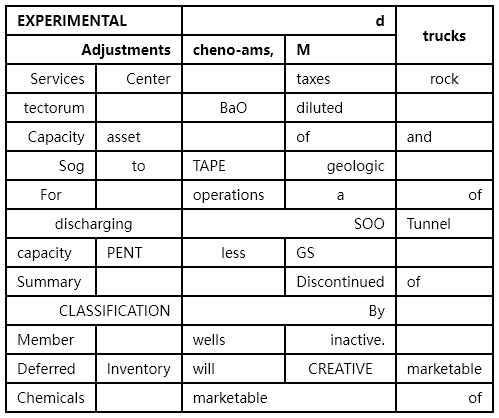 EXPERIMENTAL d trucks
Adjustments cheno-ams, M
Services Center taxes rock
tectorum BaO diluted
Capacity asset of and
Sog to TAPE geologic
For operations a of
discharging SOO Tunnel
capacity PENT less GS
Summary Discontinued of
CLASSIFICATION By
Member wells inactive.
Deferred Inventory will CREATIVE marketable
Chemicals marketable of